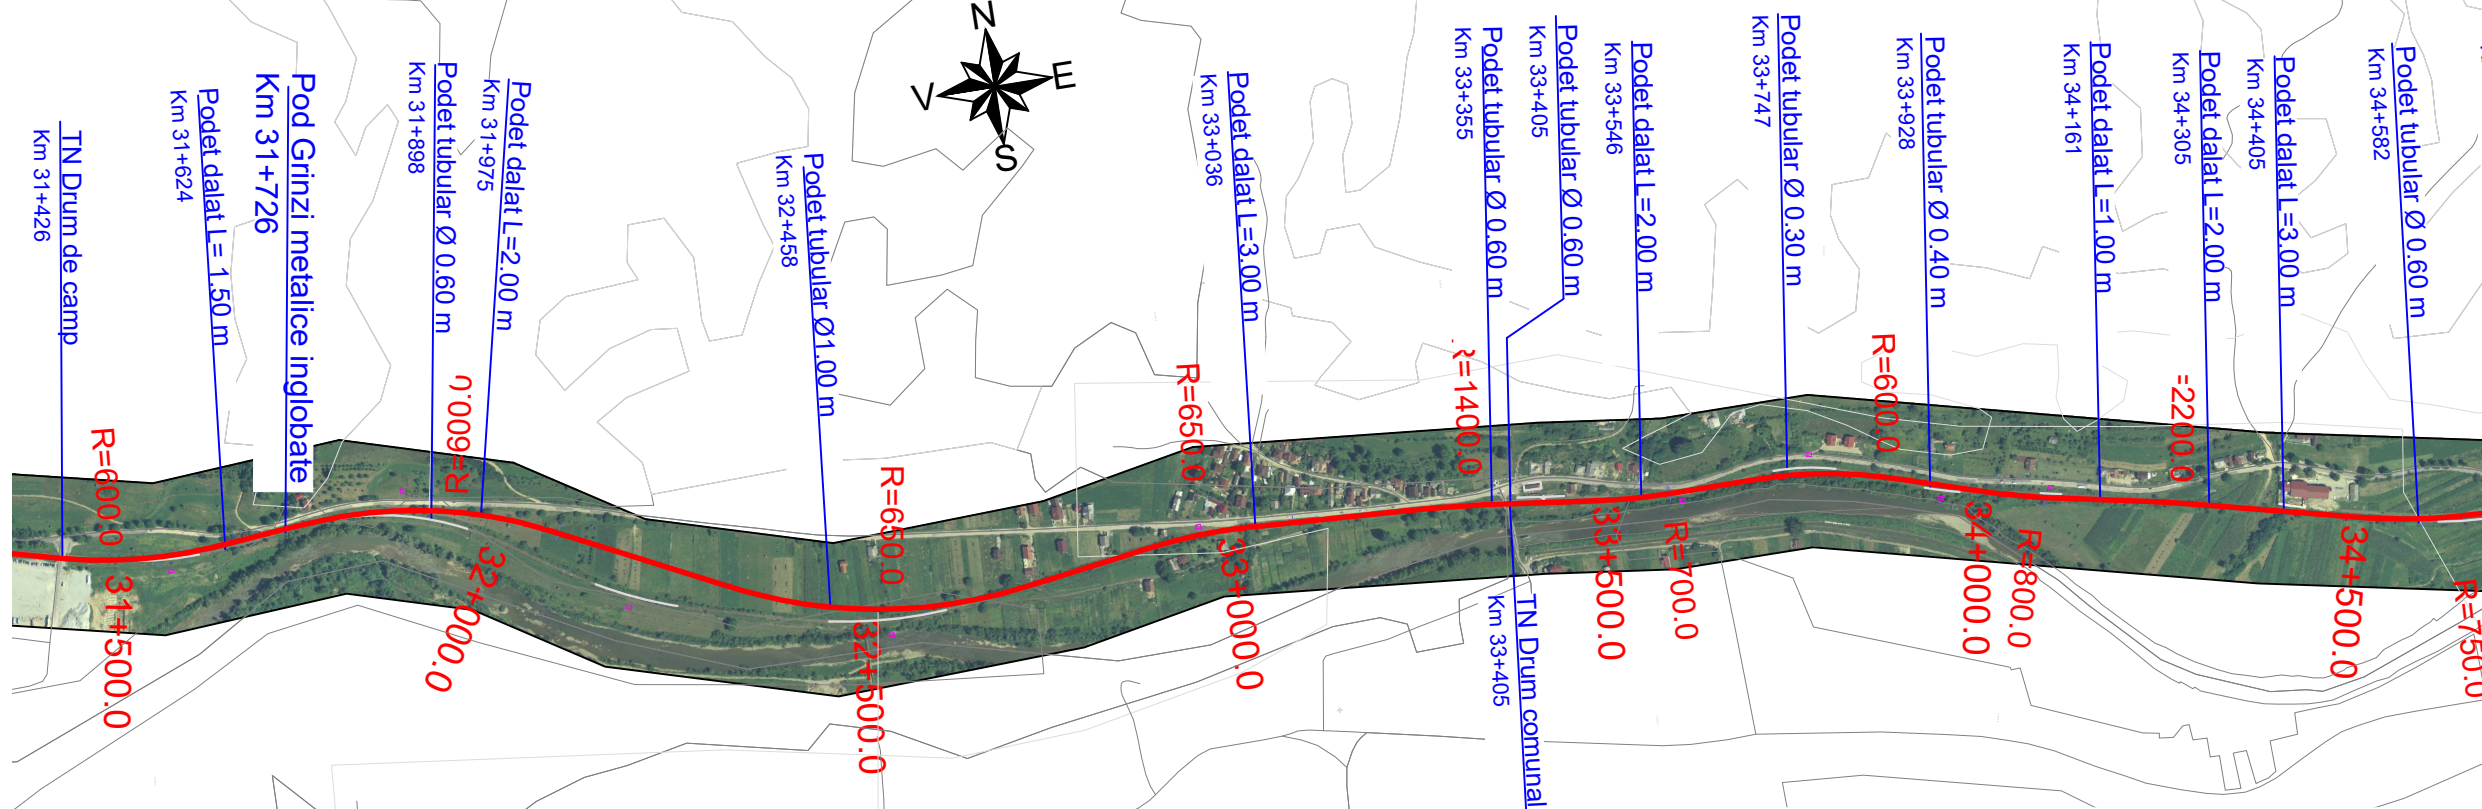 TN Drum de camp
Km 31+426
Podet dalat L= 1.50 m
Km 31+624
Pod Grinzi metalice inglobate
Km 31+726
Podet tubular Ø 0.60 m
Km 31+898
Podet dalat L=2.00 m
Km 31+975
Podet tubular Ø1.00 m
Km 32+458
N
V
E
S
Podet dalat L=3.00 m
Km 33+036
Podet tubular Ø 0.60 m
Km 33+355
Podet tubular Ø 0.60 m
Km 33+405
Podet dalat L=2.00 m
Km 33+546
Podet tubular Ø 0.30 m
Km 33+747
Podet tubular Ø 0.40 m
Km 33+928
Podet dalat L=1.00 m
Km 34+161
Podet dalat L=2.00 m
Km 34+305
Podet dalat L=3.00 m
Km 34+405
Podet tubular Ø 0.60 m
Km 34+582
R=6000.0
R=600.0
R=650.0
R=650.0
R=1400.0
R=600.0
=2200.0
31+500.0
32+000.0
32+500.0
33+000.0
33+500.0
R=700.0
34+000.0
R=800.0
34+500.0
R=750.0
TN Drum comunal
Km 33+405